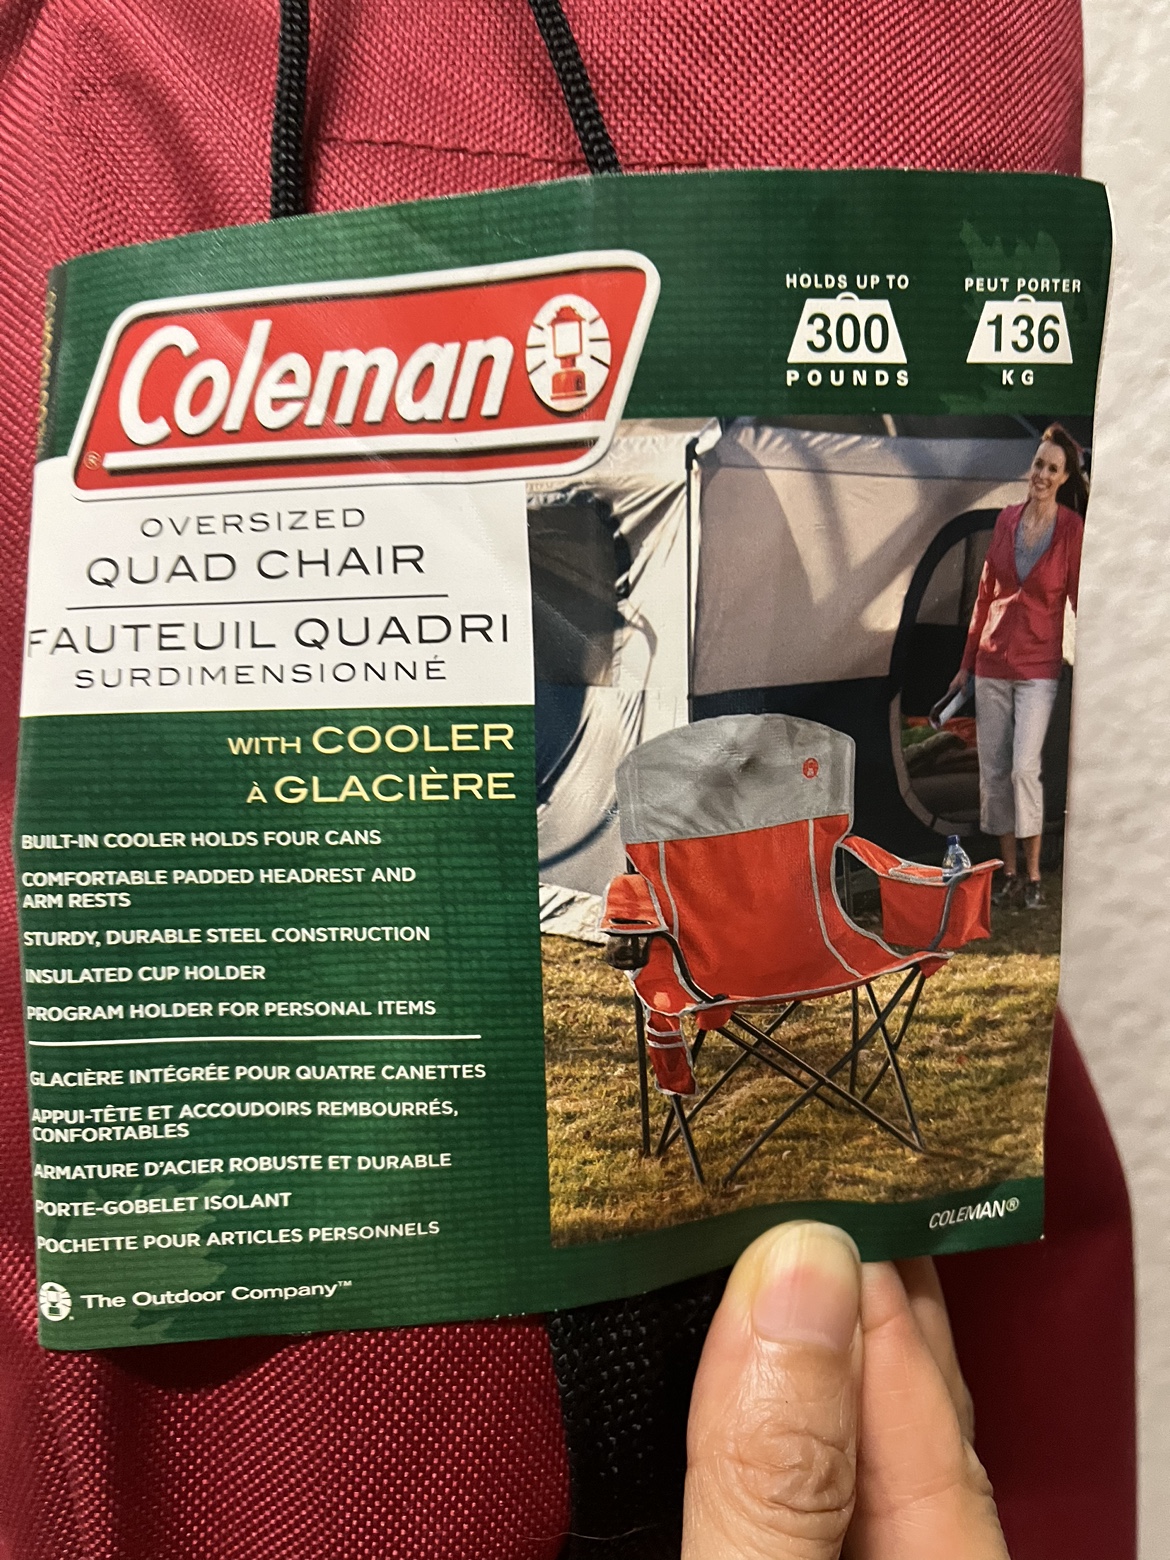 HOLDS UP TO
300
POUNDS
PEUT PORTER
136
KG
Coleman
®
OVERSIZED
QUAD CHAIR
FAUTEUIL QUADRI
SURDIMENSIONNÉ
WITH COOLER
À GLACIÈRE
BUILT-IN COOLER HOLDS FOUR CANS
COMFORTABLE PADDED HEADREST AND
ARM RESTS
STURDY, DURABLE STEEL CONSTRUCTION
INSULATED CUP HOLDER
PROGRAM HOLDER FOR PERSONAL ITEMS
GLACIÈRE INTÉGRÉE POUR QUATRE CANETTES
APPUI-TÊTE ET ACCOUDOIRS REMBOURRÉS,
CONFORTABLES
ARMATURE D'ACIER ROBUSTE ET DURABLE
PORTE-GOBELET ISOLANT
POCHETTE POUR ARTICLES PERSONNELS
The Outdoor Company™
COLEMAN®